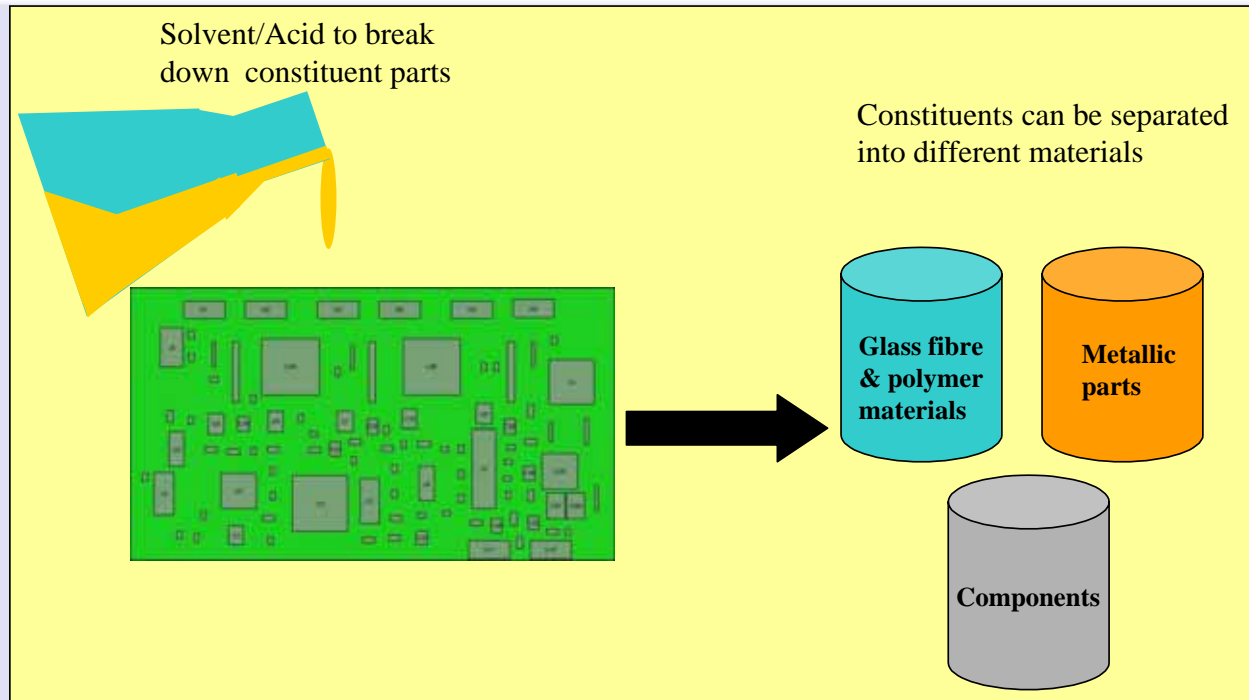 Solvent/Acid to break
down constituent parts
Constituents can be separated
into different materials
Glass fibre
& polymer
materials
Metallic
parts
Components